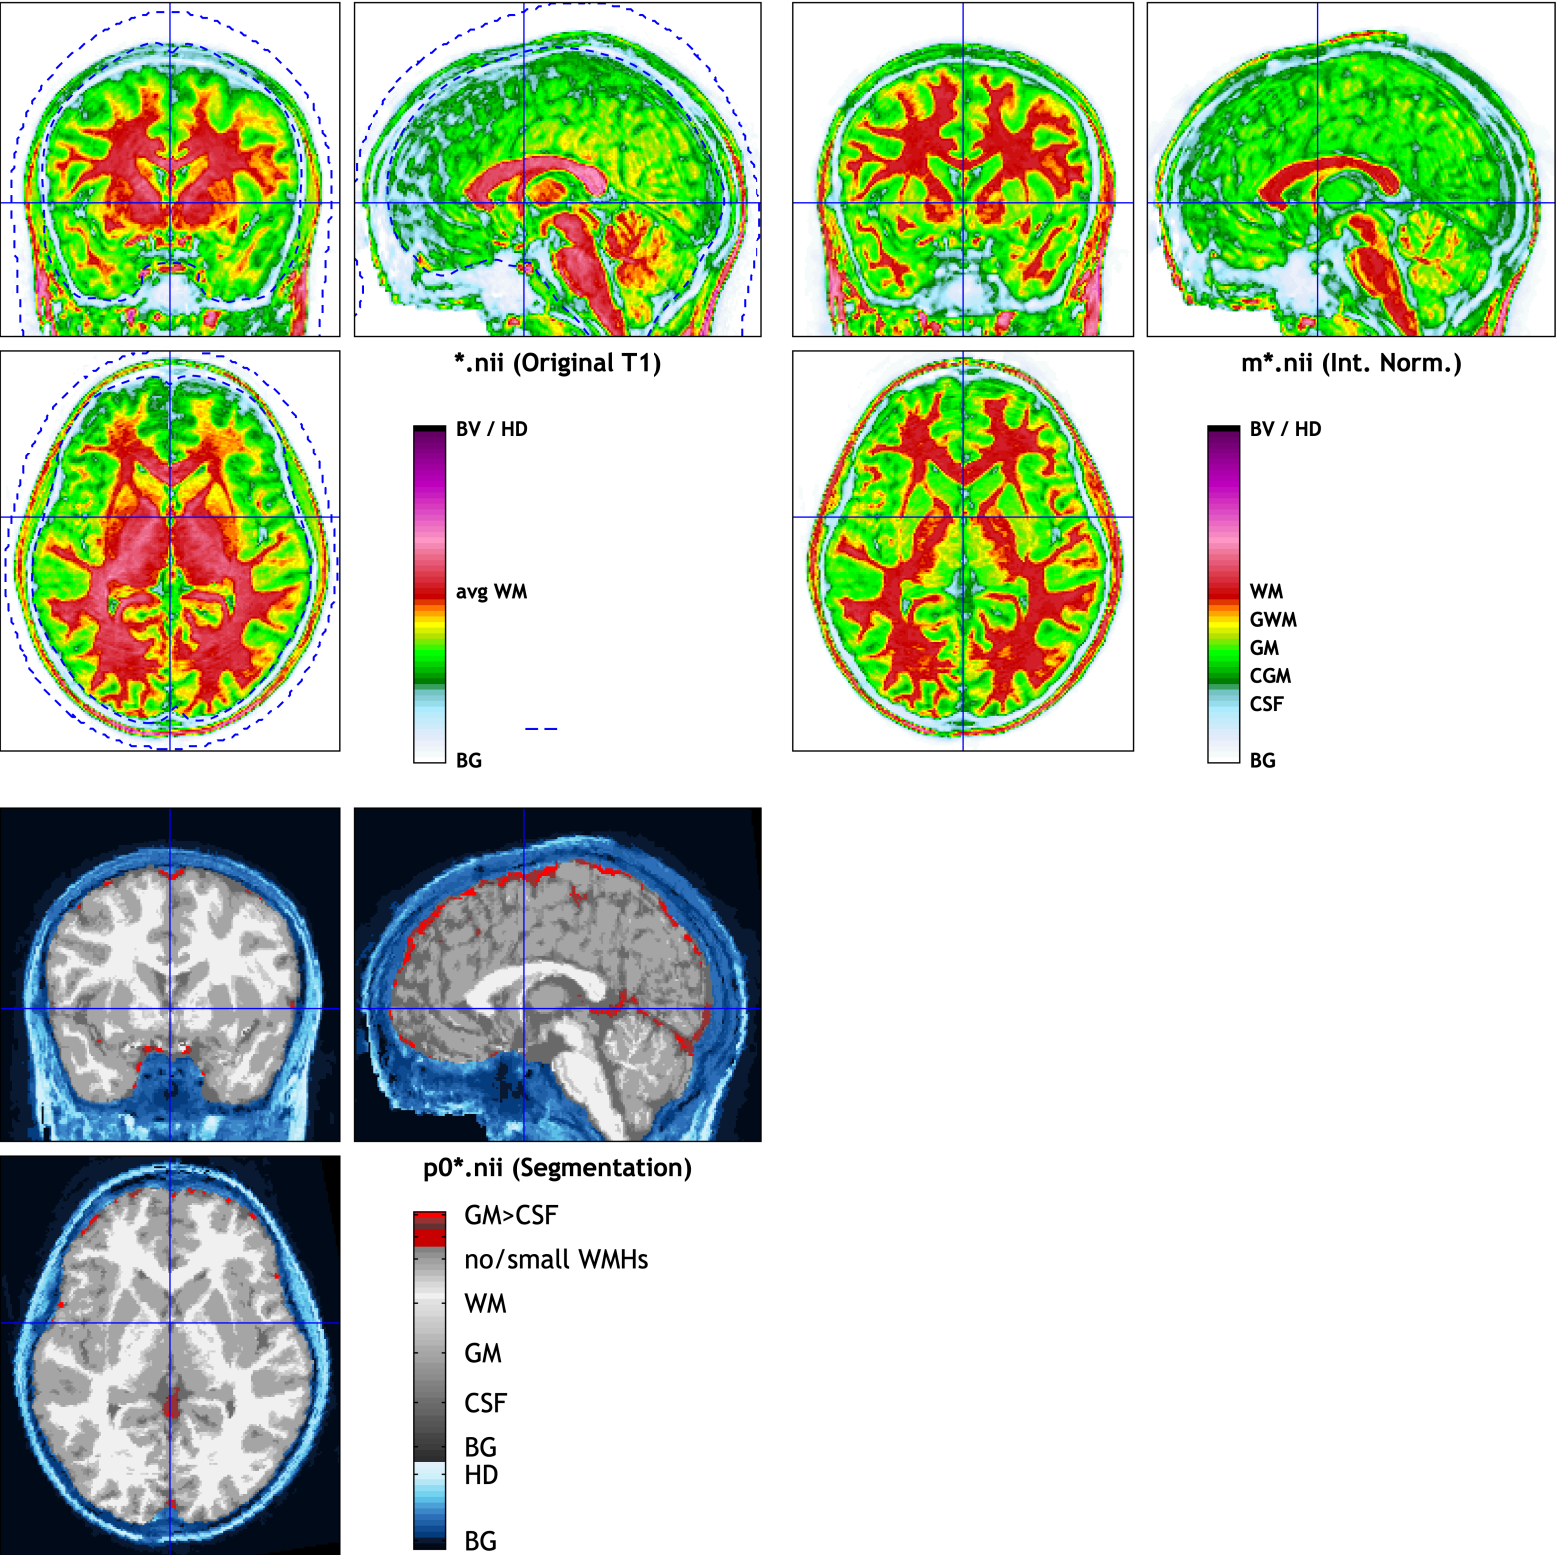 *.nii (Original T1)
BV / HD
avg WM
BG
m*.nii (Int. Norm.)
BV / HD
WM
GWM
GM
CGM
CSF
BG
p0*.nii (Segmentation)
GM>CSF
no/small WMHs
WM
GM
CSF
BG
HD
BG